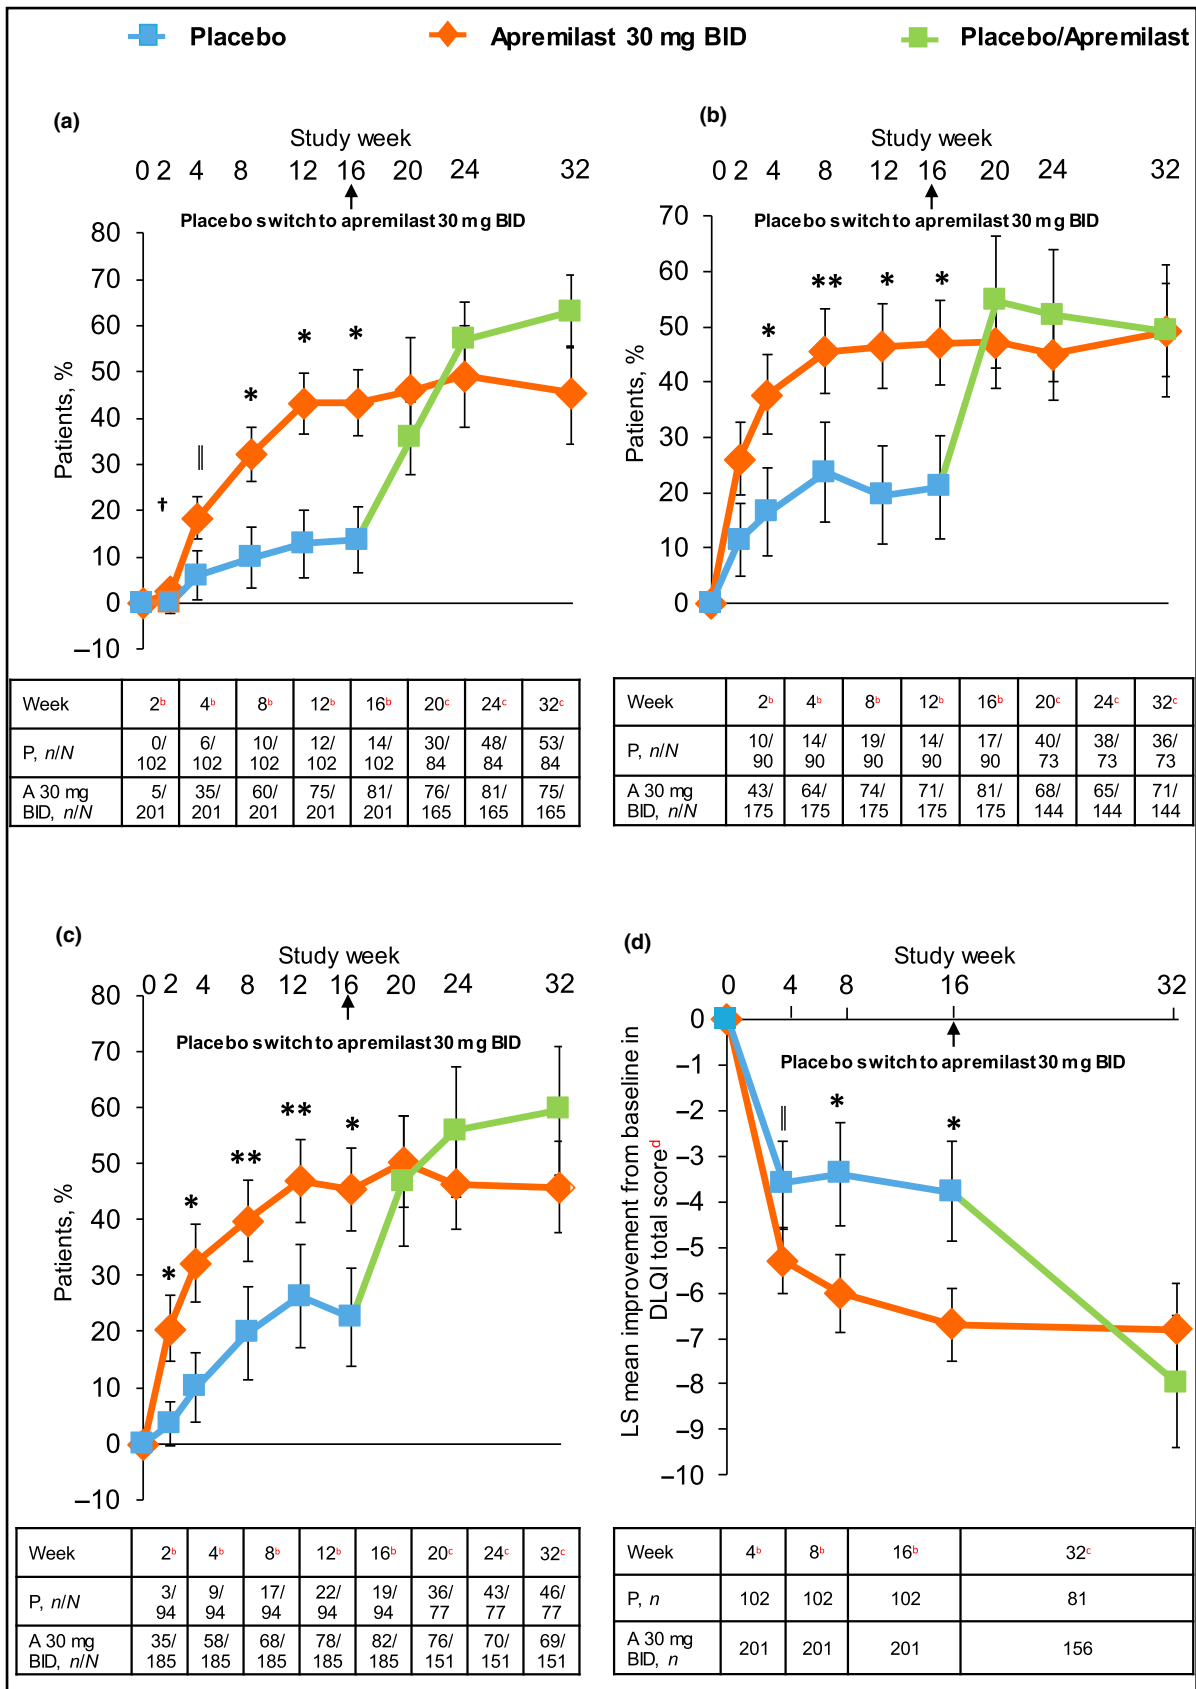 Placebo
Apremilast 30 mg BID
Placebo/Apremilast
(a)
Study week
0 2 4 8 12 16 20 24 32
Placebo switch to apremilast 30 mg BID
80
70
60
50
40
30
20
10
0
–10
Patients, %
†
‖
*
*
*
Week 2b 4b 8b 12b 16b 20c 24c 32c
P, n/N 0/102 6/102 10/102 12/102 14/102 30/84 48/84 53/84
A 30 mg BID, n/N 5/201 35/201 60/201 75/201 81/201 76/165 81/165 75/165
(b)
Study week
0 2 4 8 12 16 20 24 32
Placebo switch to apremilast 30 mg BID
70
60
50
40
30
20
10
0
Patients, %
*
**
*
*
Week 2b 4b 8b 12b 16b 20c 24c 32c
P, n/N 10/90 14/90 19/90 14/90 17/90 40/73 38/73 36/73
A 30 mg BID, n/N 43/175 64/175 74/175 71/175 81/175 68/144 65/144 71/144
(c)
Study week
0 2 4 8 12 16 20 24 32
Placebo switch to apremilast 30 mg BID
80
70
60
50
40
30
20
10
0
–10
Patients, %
*
*
**
**
*
Week 2b 4b 8b 12b 16b 20c 24c 32c
P, n/N 3/94 9/94 17/94 22/94 19/94 36/77 43/77 46/77
A 30 mg BID, n/N 35/185 58/185 68/185 78/185 82/185 76/151 70/151 69/151
(d)
Study week
0 4 8 16 32
Placebo switch to apremilast 30 mg BID
0
–1
–2
–3
–4
–5
–6
–7
–8
–9
–10
LS mean improvement from baseline in
DLQI total scored
‖
*
*
Week 4b 8b 16b 32c
P, n 102 102 102 81
A 30 mg BID, n 201 201 201 156